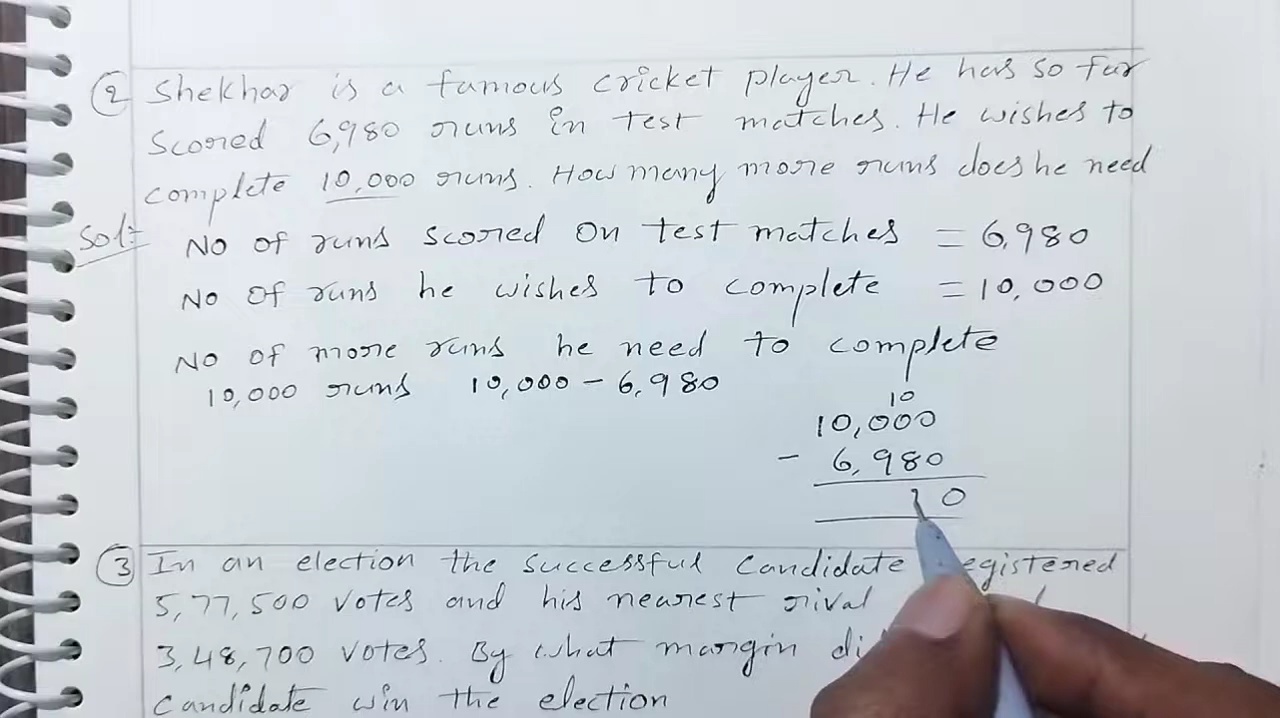 ② Shekhar is a famous cricket player. He has so far
scored 6,980 runs in test matches. He wishes to
complete 10,000 runs. How many more runs does he need
Sol:- No of runs scored on test matches = 6,980
No of runs he wishes to complete = 10,000
No of more runs he need to complete
10,000 runs 10,000 - 6,980
10
10,000
- 6,980
20
③ In an election the successful candidate registered
5,77,500 votes and his nearest rival
3,48,700 votes. By what margin
candidate win the election